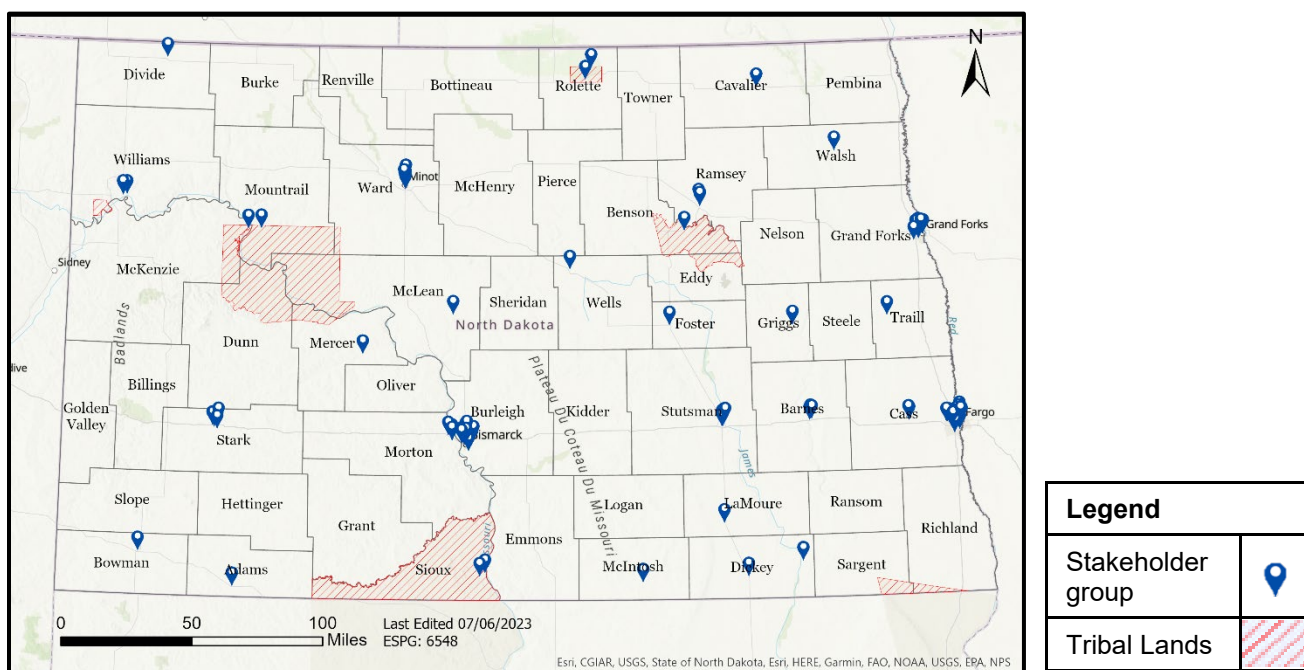 N
Divide
Burke
Renville
Bottineau
Rolette
Towner
Cavalier
Pembina
Williams
Mountrail
Ward
Minot
McHenry
Pierce
Benson
Ramsey
Walsh
Nelson
Grand Forks
Grand Forks
Sidney
McKenzie
McLean
Sheridan
Wells
Eddy
Foster
Griggs
Steele
Traill
Red
North Dakota
Badlands
Dunn
Mercer
Oliver
Billings
Golden
Valley
Stark
Morton
Burleigh
Bismarck
Kidder
Plateau Du Coteau Du Missouri
Stutsman
Barnes
Cass
Fargo
James
Slope
Hettinger
Grant
Sioux
Emmons
Logan
LaMoure
Ransom
Richland
Bowman
Adams
McIntosh
Dickey
Sargent
0 50 100
Miles
Last Edited 07/06/2023
ESPG: 6548
Esri, CGIAR, USGS, State of North Dakota, Esri, HERE, Garmin, FAO, NOAA, USGS, EPA, NPS
Legend
Stakeholder
group
Tribal Lands